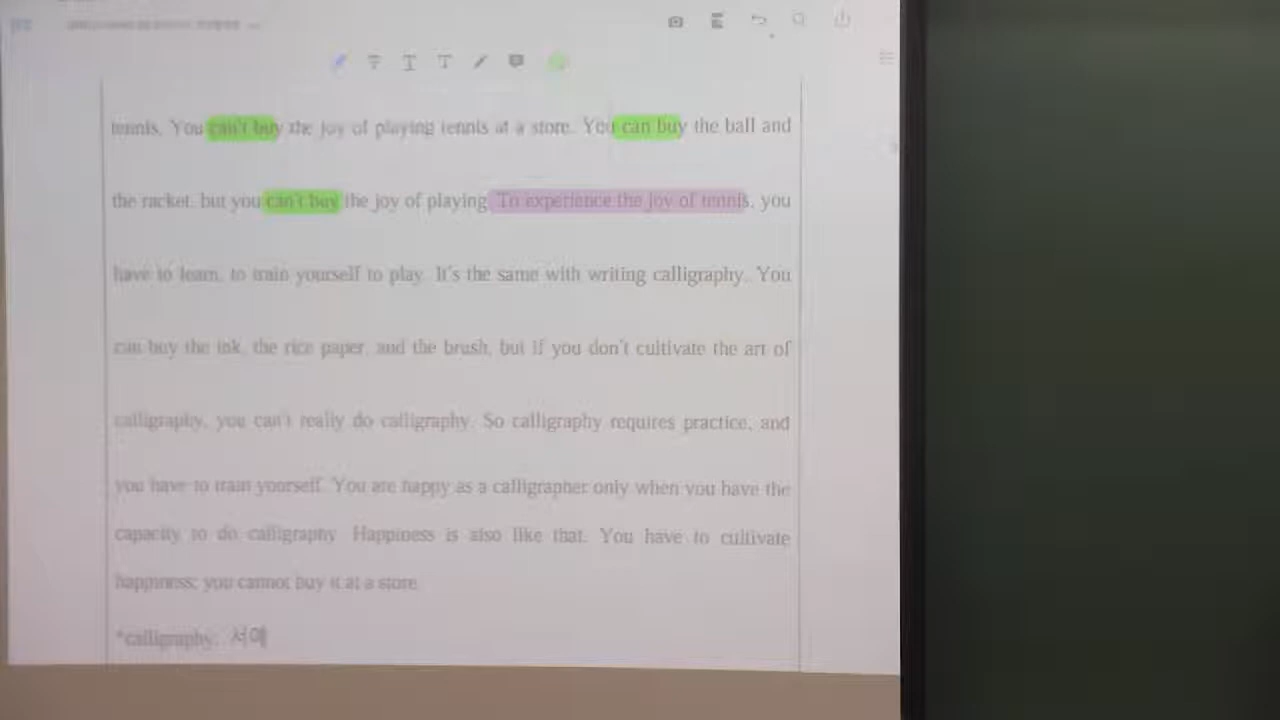 tennis. You can't buy the joy of playing tennis at a store. You can buy the ball and
the racket, but you can't buy the joy of playing. To experience the joy of tennis, you
have to learn, to train yourself to play. It's the same with writing calligraphy. You
can buy the ink, the rice paper, and the brush, but if you don't cultivate the art of
calligraphy, you can't really do calligraphy. So calligraphy requires practice, and
you have to train yourself. You are happy as a calligrapher only when you have the
capacity to do calligraphy. Happiness is also like that. You have to cultivate
happiness; you cannot buy it at a store.
*calligraphy: 서예